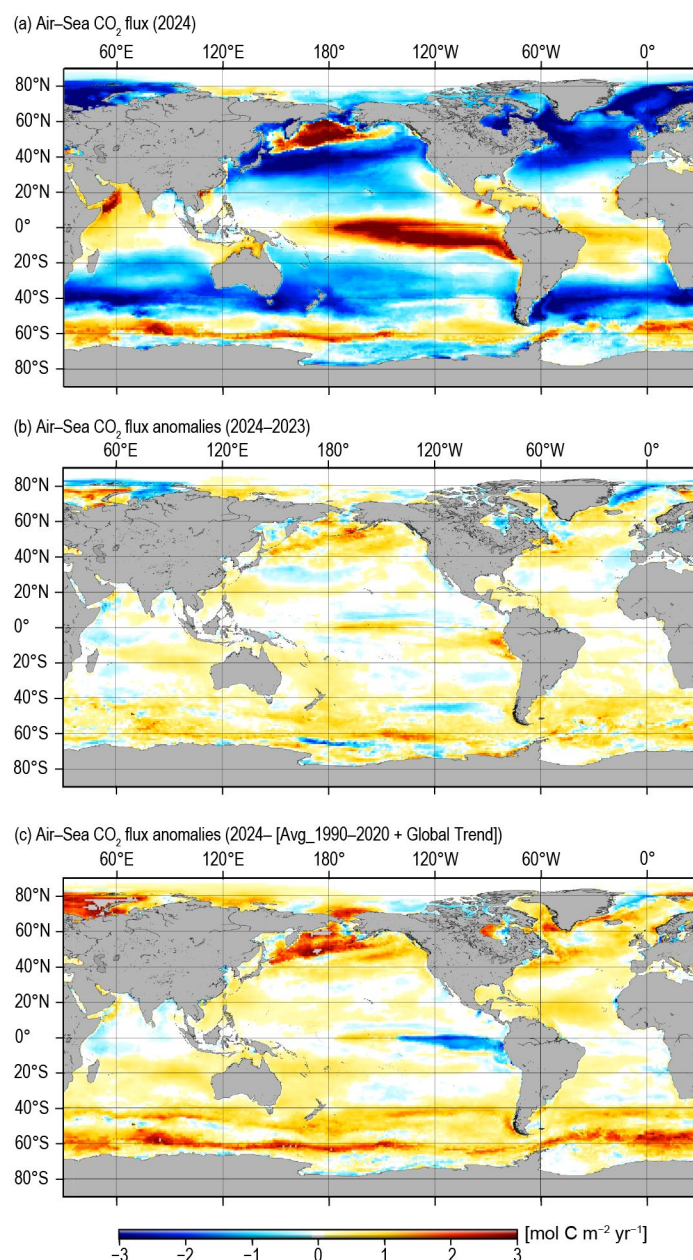 (a) Air–Sea CO2 flux (2024)
60°E 120°E 180° 120°W 60°W 0°
80°N
60°N
40°N
20°N
0°
20°S
40°S
60°S
80°S
(b) Air–Sea CO2 flux anomalies (2024–2023)
60°E 120°E 180° 120°W 60°W 0°
80°N
60°N
40°N
20°N
0°
20°S
40°S
60°S
80°S
(c) Air–Sea CO2 flux anomalies (2024– [Avg_1990–2020 + Global Trend])
60°E 120°E 180° 120°W 60°W 0°
80°N
60°N
40°N
20°N
0°
20°S
40°S
60°S
80°S
[mol C m−2 yr−1]
−3 −2 −1 0 1 2 3